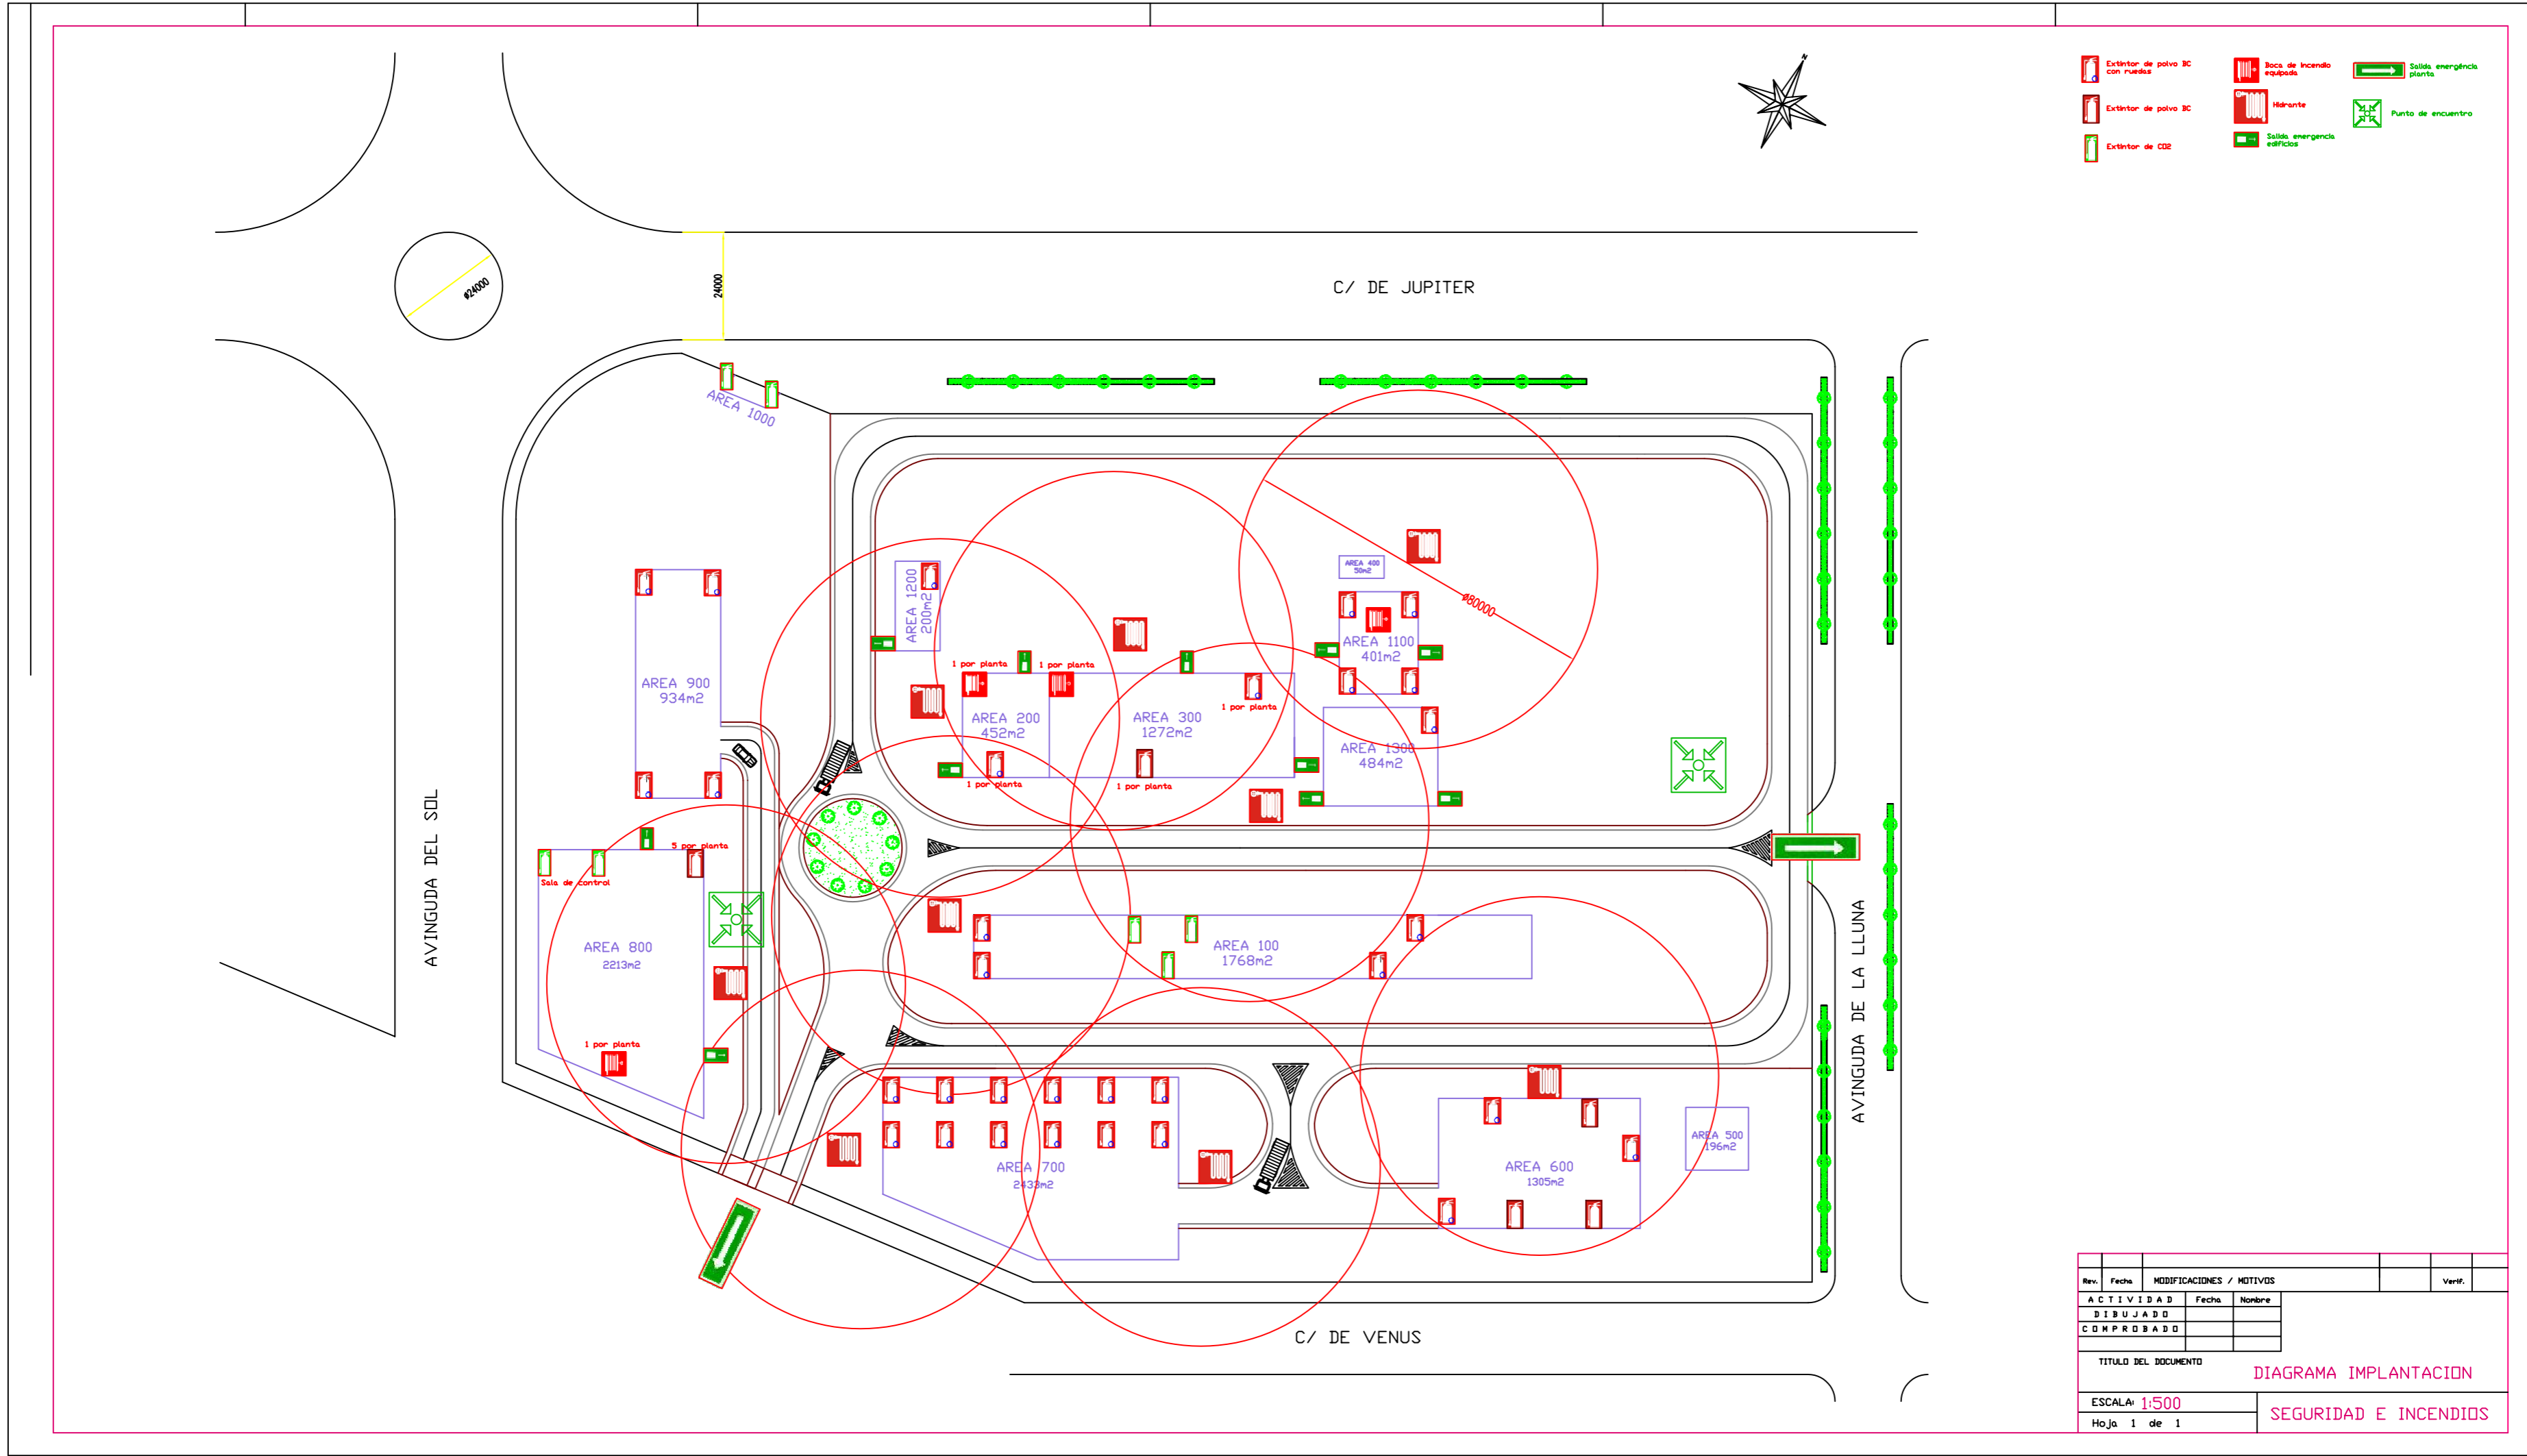 Extintor de polvo BC
con ruedas
Boca de incendio
equipada
Salida emergéncia
planta
Extintor de polvo BC
Hidrante
Punto de encuentro
Extintor de CO2
Salida emergencia
edificios
N
ø24000
24000
C/ DE JUPITER
AREA 1000
ø80000
AREA 400
50m2
AREA 1200
200m2
AREA 1100
401m2
1 por planta
1 por planta
AREA 900
934m2
AREA 200
452m2
AREA 300
1272m2
1 por planta
AREA 1300
484m2
1 por planta
1 por planta
AVINGUDA DEL SOL
5 por planta
Sala de control
AREA 800
2213m2
AREA 100
1768m2
AVINGUDA DE LA LLUNA
1 por planta
AREA 700
2433m2
AREA 600
1305m2
AREA 500
196m2
C/ DE VENUS
Rev. Fecha MODIFICACIONES / MOTIVOS Verif.
ACTIVIDAD Fecha Nombre
DIBUJADO
COMPROBADO
TITULO DEL DOCUMENTO
DIAGRAMA IMPLANTACION
ESCALA: 1:500
SEGURIDAD E INCENDIOS
Hoja 1 de 1